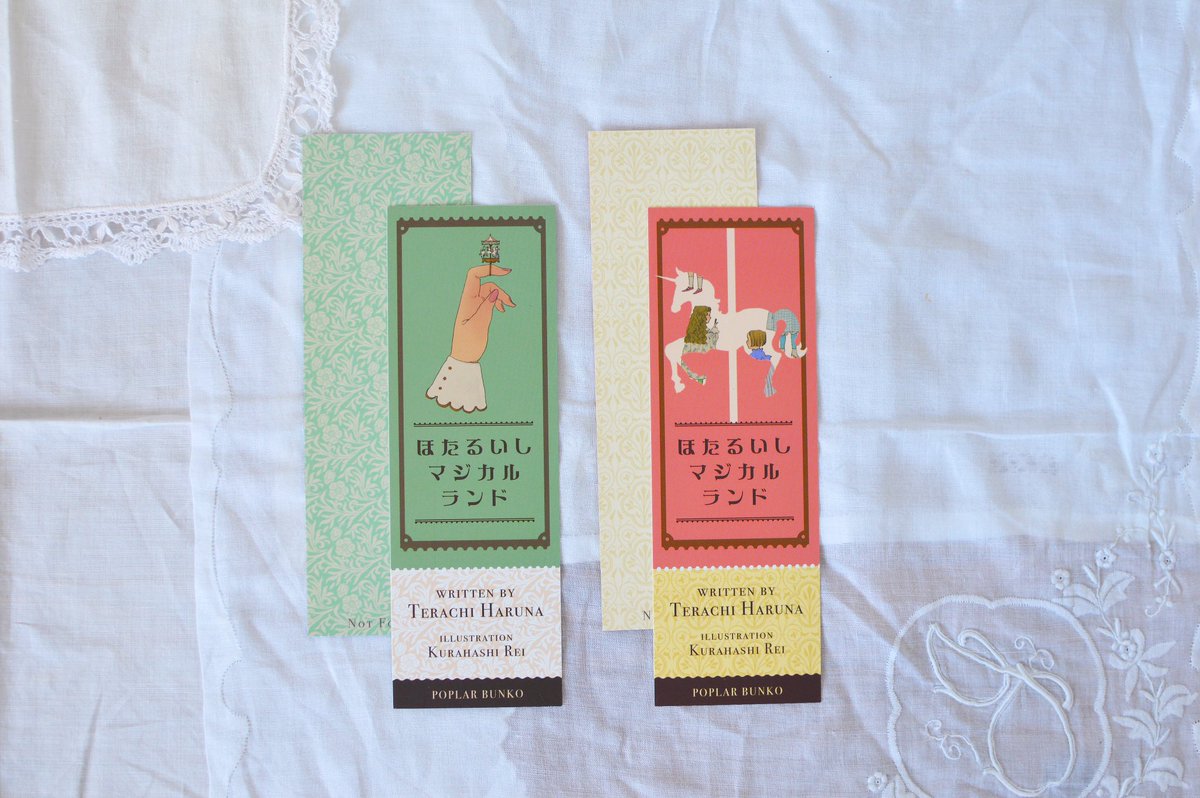 ほたるいし
マジカル
ランド
WRITTEN BY
TERACHI HARUNA
ILLUSTRATION
KURAHASHI REI
POPLAR BUNKO
NOT
ほたるいし
マジカル
ランド
WRITTEN BY
TERACHI HARUNA
ILLUSTRATION
KURAHASHI REI
POPLAR BUNKO